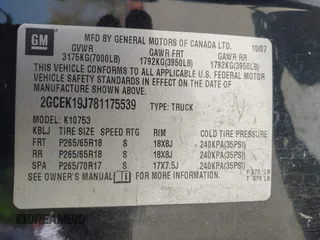 GM
MFD BY GENERAL MOTORS OF CANADA LTD. 10/07
GVWR GAWR FRT GAWR RR
3175KG(7000LB) 1792KG(3950LB) 1792KG(3950LB)
THIS VEHICLE CONFORMS TO ALL APPLICABLE U.S. FEDERAL
MOTOR VEHICLE SAFETY AND THEFT PREVENTION STANDARDS
IN EFFECT ON THE DATE OF MANUFACTURE SHOWN ABOVE.
2GCEK19J781175539 TYPE: TRUCK
MODEL: K10753
KBLJ TIRE SIZE SPEED RTG RIM COLD TIRE PRESSURE
FRT P265/65R18 S 18X8J 240KPA(35PSI)
RR P265/65R18 S 18X8J 240KPA(35PSI)
SPA P265/70R17 S 17X7.5J 240KPA(35PSI)
SEE OWNER'S MANUAL FOR ADDITIONAL INFORMATION.